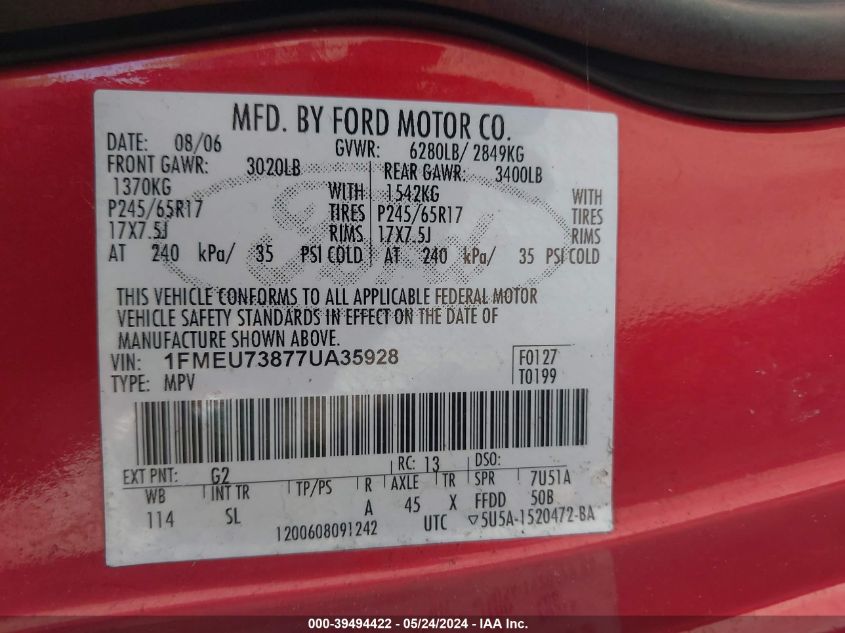 MFD. BY FORD MOTOR CO.
DATE: 08/06 GVWR: 6280LB/ 2849KG
FRONT GAWR: 3020LB REAR GAWR: 3400LB
1370KG WITH 1542KG WITH
P245/65R17 TIRES P245/65R17 TIRES
17X7.5J RIMS 17X7.5J RIMS
AT 240 kPa/ 35 PSI COLD AT 240 kPa/ 35 PSI COLD
Ford
THIS VEHICLE CONFORMS TO ALL APPLICABLE FEDERAL MOTOR
VEHICLE SAFETY STANDARDS IN EFFECT ON THE DATE OF
MANUFACTURE SHOWN ABOVE.
VIN: 1FMEU73877UA35928 F0127
TYPE: MPV T0199
EXT PNT: G2 RC: 13 DSO:
WB INT TR TP/PS R AXLE TR SPR 7U51A
114 SL A 45 X FFDD 50B
1200608091242 UTC ▽5U5A-1520472-BA
000-39494422 - 05/24/2024 - IAAI Inc.